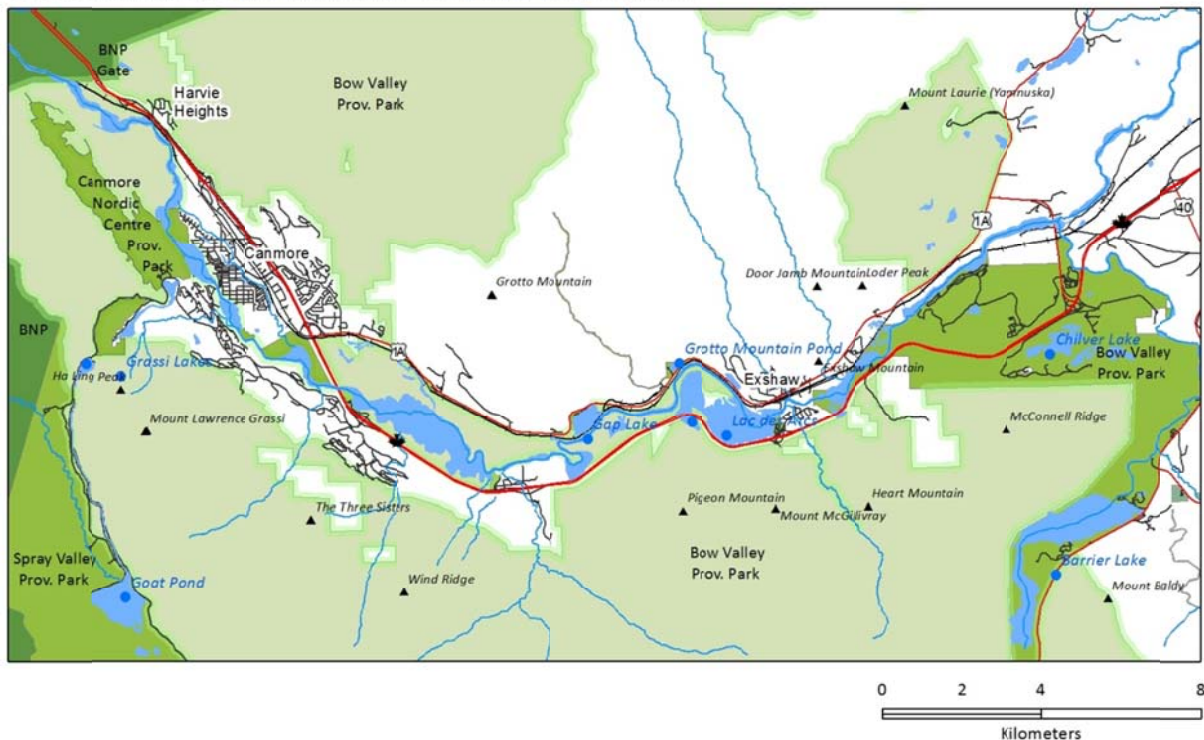 BNP
Gate
Harvie
Heights
Bow Valley
Prov. Park
Mount Laurie (Yamnuska)
Canmore
Nordic
Centre
Prov.
Park
40
1A
Canmore
Door Jamb Mountain
Loder Peak
Grotto Mountain
BNP
1A
Grotto Mountain Pond
Chilver Lake
Grassi Lakes
Bow Valley
Prov. Park
Ha Ling Peak
Exshaw
Exshaw Mountain
Mount Lawrence Grassi
McConnell Ridge
Gap Lake
Lac des Arcs
The Three Sisters
Pigeon Mountain
Heart Mountain
Mount McGillivray
Spray Valley
Prov. Park
Goat Pond
Wind Ridge
Bow Valley
Prov. Park
Barrier Lake
Mount Baldy
0 2 4 8
Kilometers